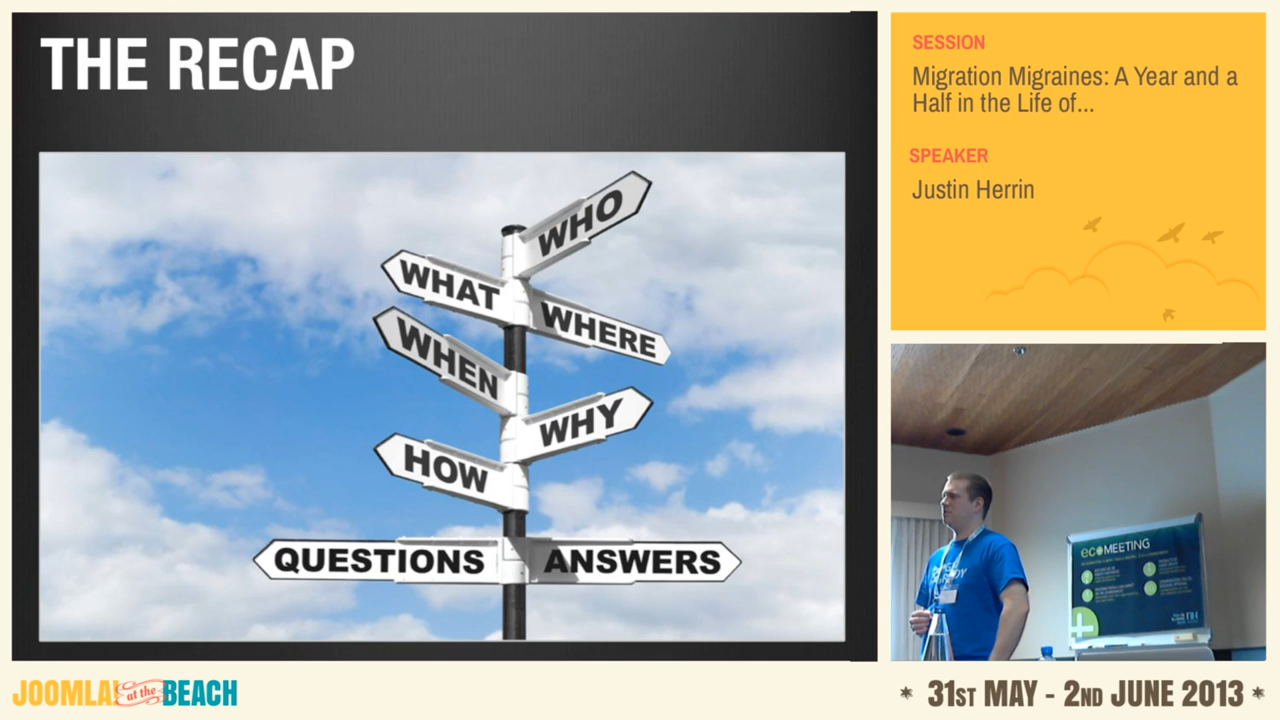 THE RECAP
WHO
WHAT
WHERE
WHEN
WHY
HOW
QUESTIONS
ANSWERS
SESSION
Migration Migraines: A Year and a
Half in the Life of...
SPEAKER
Justin Herrin
ecoMEETING
nH
JOOMLA! at the BEACH
* 31ST MAY - 2ND JUNE 2013 *